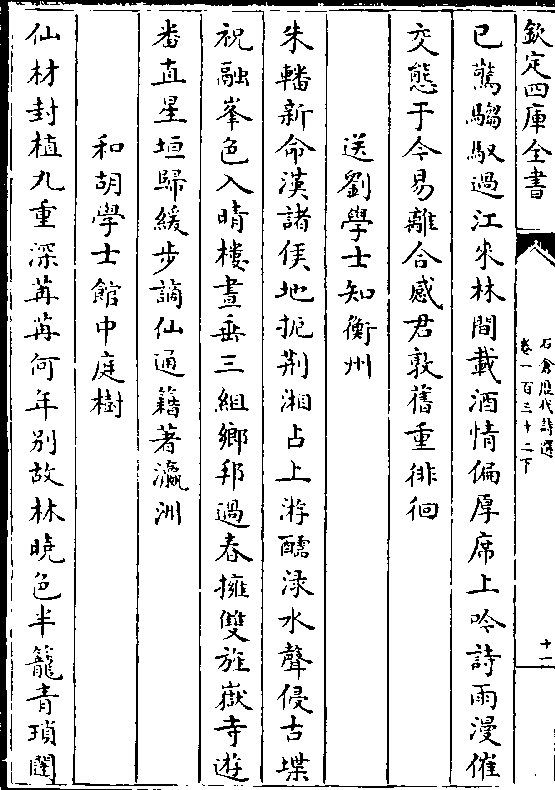 欽定四庫全書
石倉歷代詩選
卷一百三十二下
十一
已驚騶馭過江來林間載酒情偏厚席上吟詩雨漫催
交態于今易離合感君敦舊重徘徊
送劉學士知衡州
朱轓新命漢諸侯地扼荆湘占上游醽渌水聲侵古堞
祝融峯色入晴樓晝垂三組鄉邦過春擁雙旌嶽寺遊
番直星垣歸緩步謫仙通籍著瀛洲
和胡學士館中庭樹
仙材封植九重深苒苒何年别故林曉色半籠青瑣闥